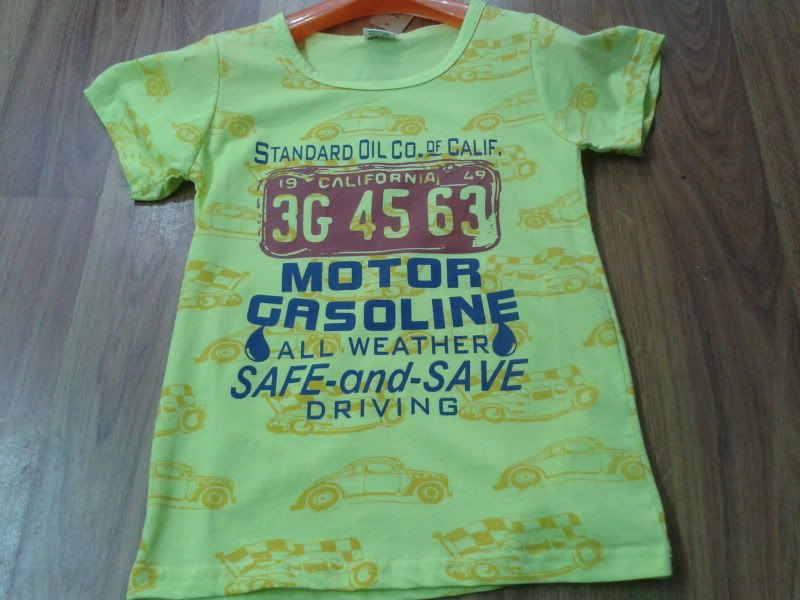 STANDARD OIL CO. OF CALIF.
19 CALIFORNIA 49
3G 45 63
MOTOR
GASOLINE
ALL WEATHER
SAFE-and-SAVE
DRIVING